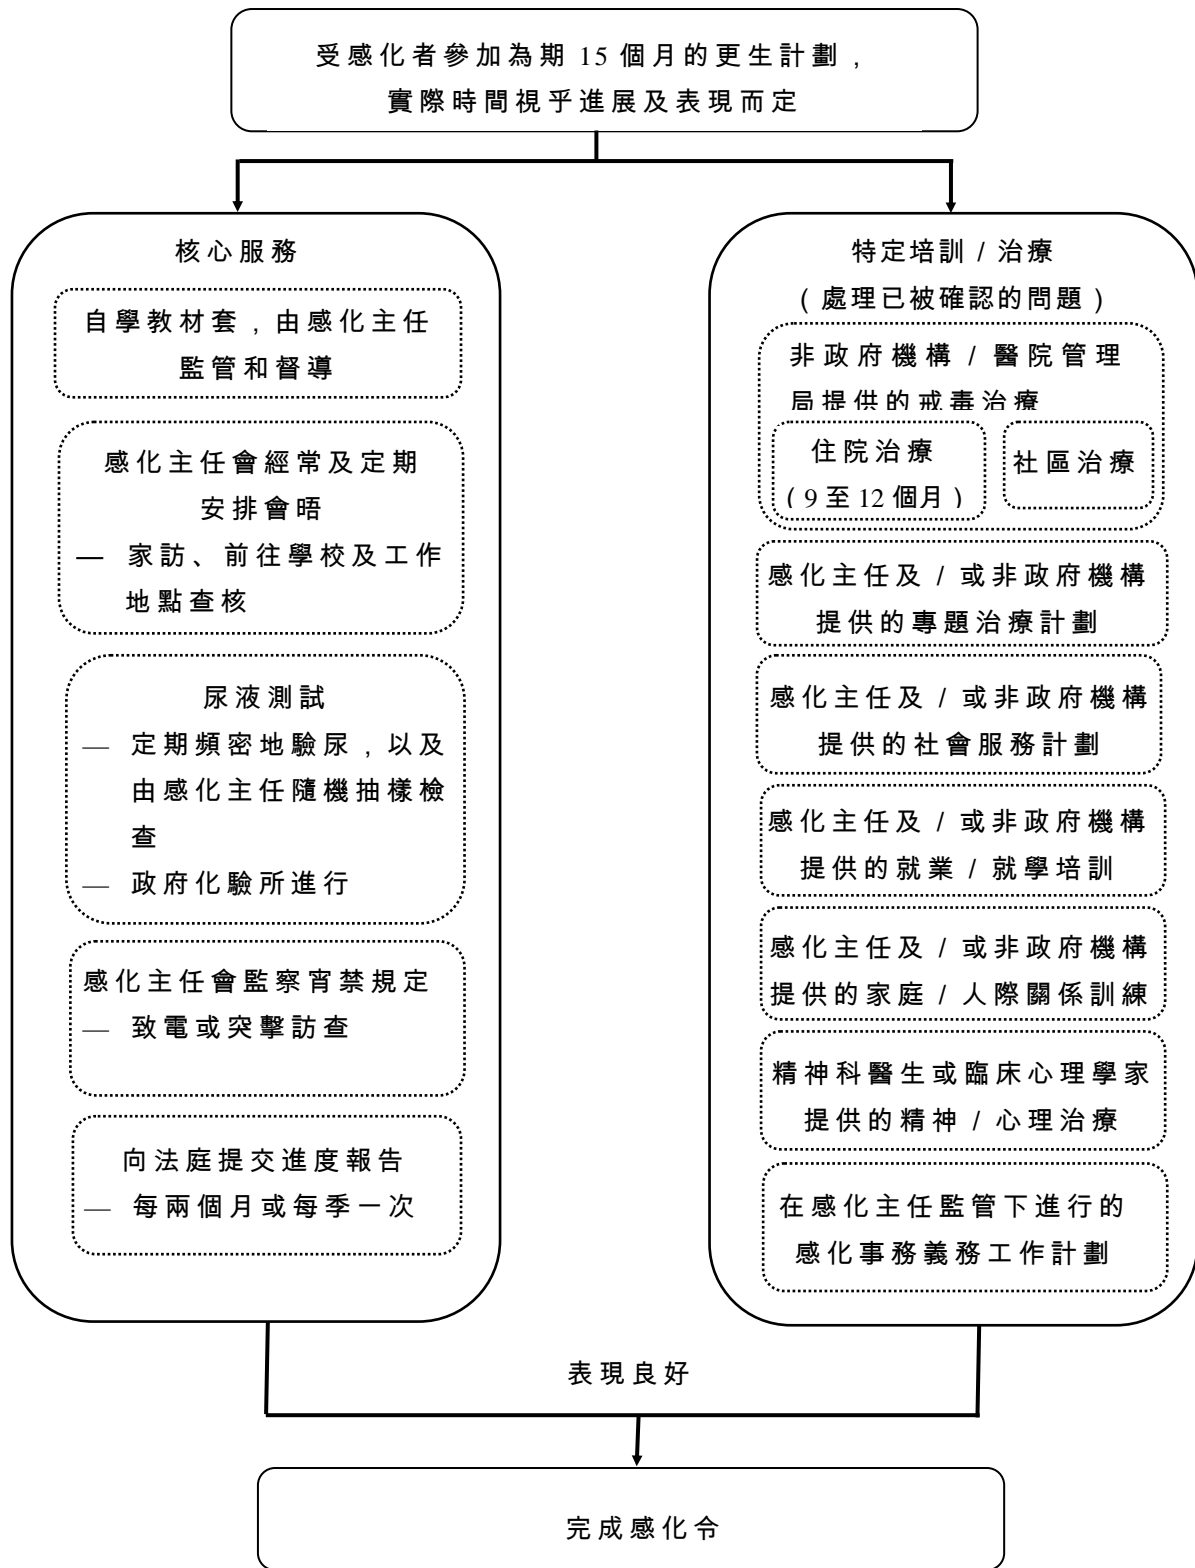 受感化者參加為期 15 個月的更生計劃，
實際時間視乎進展及表現而定
核心服務
自學教材套，由感化主任
監管和督導
感化主任會經常及定期
安排會晤
— 家訪、前往學校及工作
地點查核
尿液測試
— 定期頻密地驗尿，以及
由感化主任隨機抽樣檢
查
— 政府化驗所進行
感化主任會監察宵禁規定
— 致電或突擊訪查
向法庭提交進度報告
— 每兩個月或每季一次
特定培訓 / 治療
（處理已被確認的問題）
非政府機構 / 醫院管理
局提供的戒毒治療
住院治療
（9 至 12 個月）
社區治療
感化主任及 / 或非政府機構
提供的專題治療計劃
感化主任及 / 或非政府機構
提供的社會服務計劃
感化主任及 / 或非政府機構
提供的就業 / 就學培訓
感化主任及 / 或非政府機構
提供的家庭 / 人際關係訓練
精神科醫生或臨床心理學家
提供的精神 / 心理治療
在感化主任監管下進行的
感化事務義務工作計劃
表現良好
完成感化令